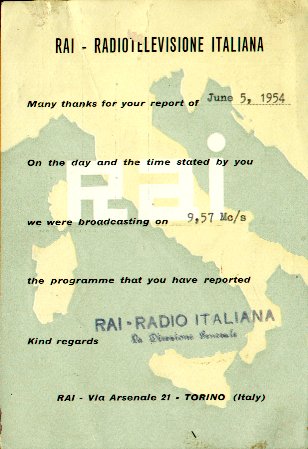 RAI - RADIOTELEVISIONE ITALIANA
Many thanks for your report of June 5, 1954
On the day and the time stated by you
Rai
we were broadcasting on 9,57 Mc/s
the programme that you have reported
RAI - RADIO ITALIANA
La Direzione Generale
Kind regards
RAI - Via Arsenale 21 - TORINO (Italy)